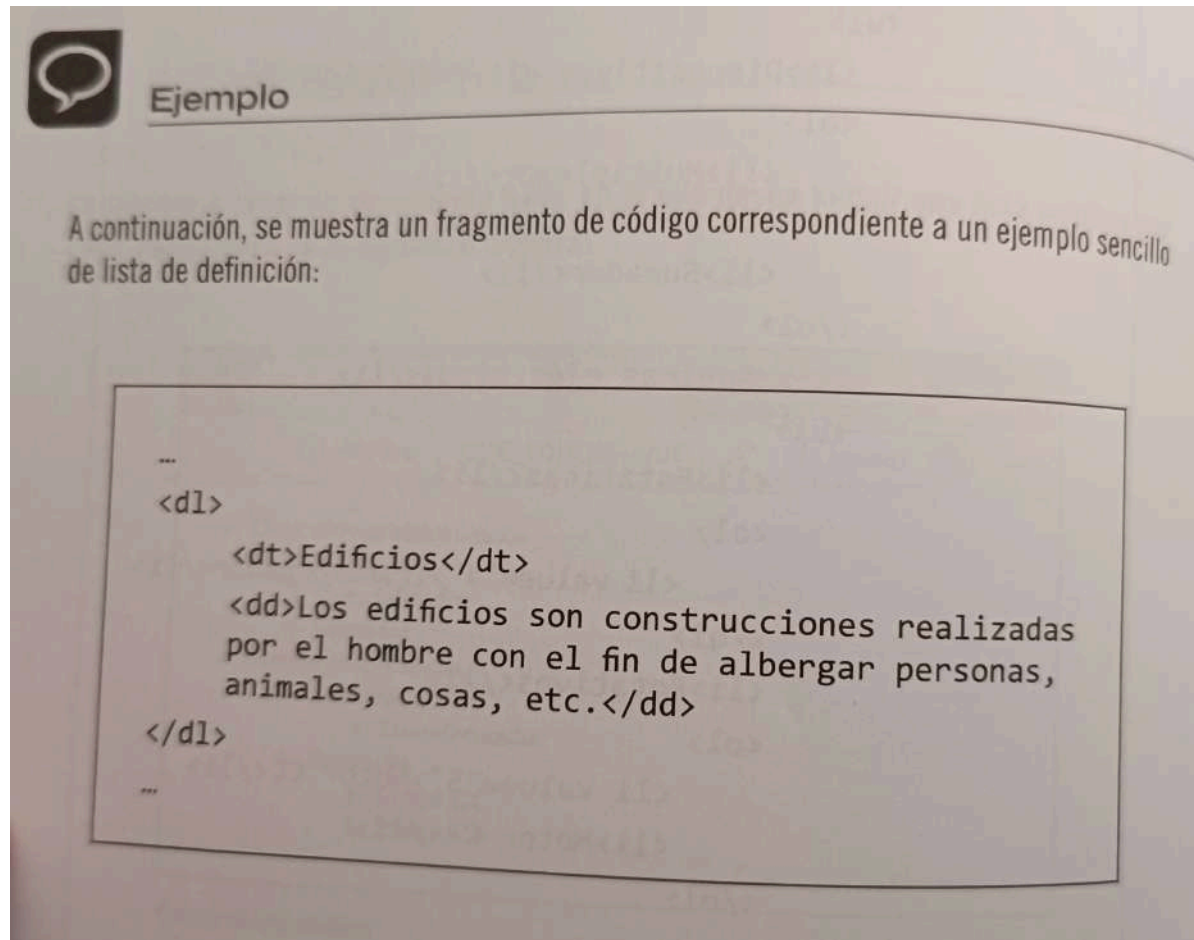 Ejemplo
A continuación, se muestra un fragmento de código correspondiente a un ejemplo sencillo
de lista de definición:
…
<dl>
<dt>Edificios</dt>
<dd>Los edificios son construcciones realizadas
por el hombre con el fin de albergar personas,
animales, cosas, etc.</dd>
</dl>
…